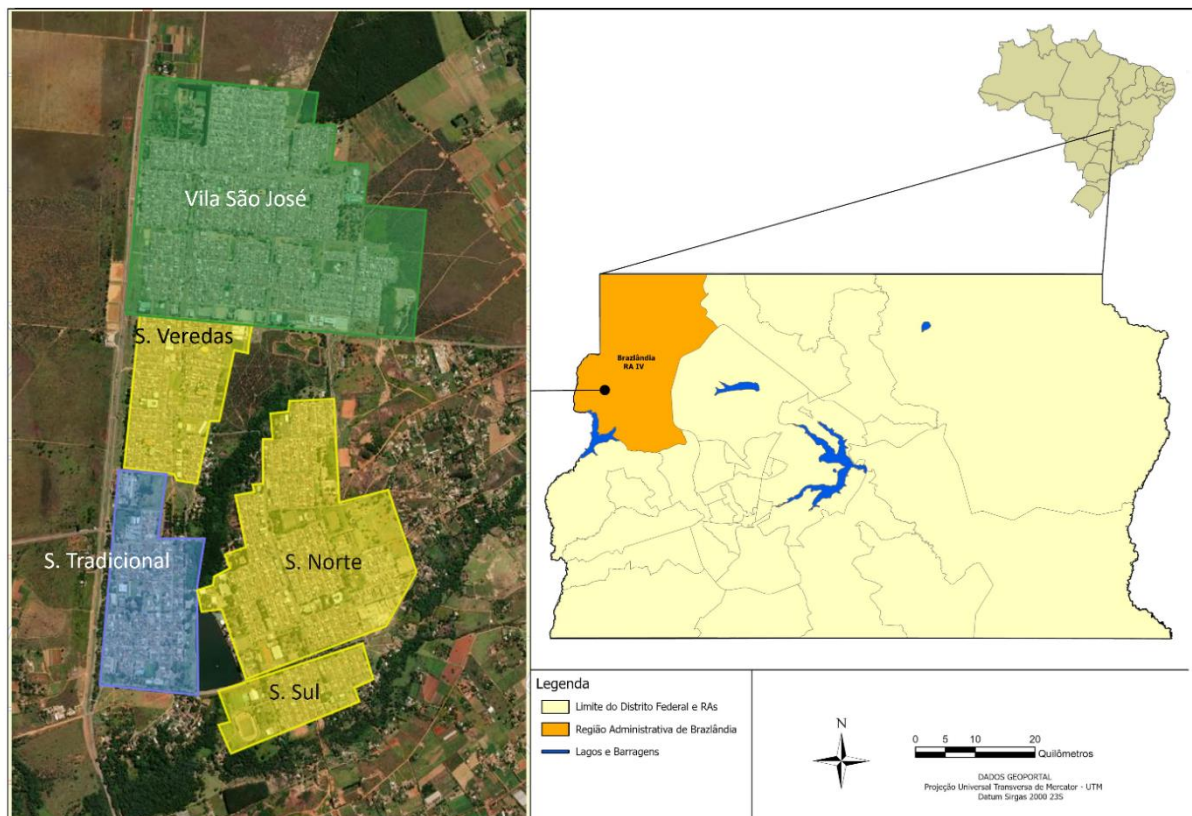 Vila São José
S. Veredas
S. Tradicional
S. Norte
S. Sul
Brazlândia
RA IV
Legenda
Limite do Distrito Federal e RAs
Região Administrativa de Brazlândia
Lagos e Barragens
N
0 5 10 20
Quilômetros
DADOS GEOPORTAL
Projeção Universal Transversa de Mercator - UTM
Datum Sirgas 2000 23S